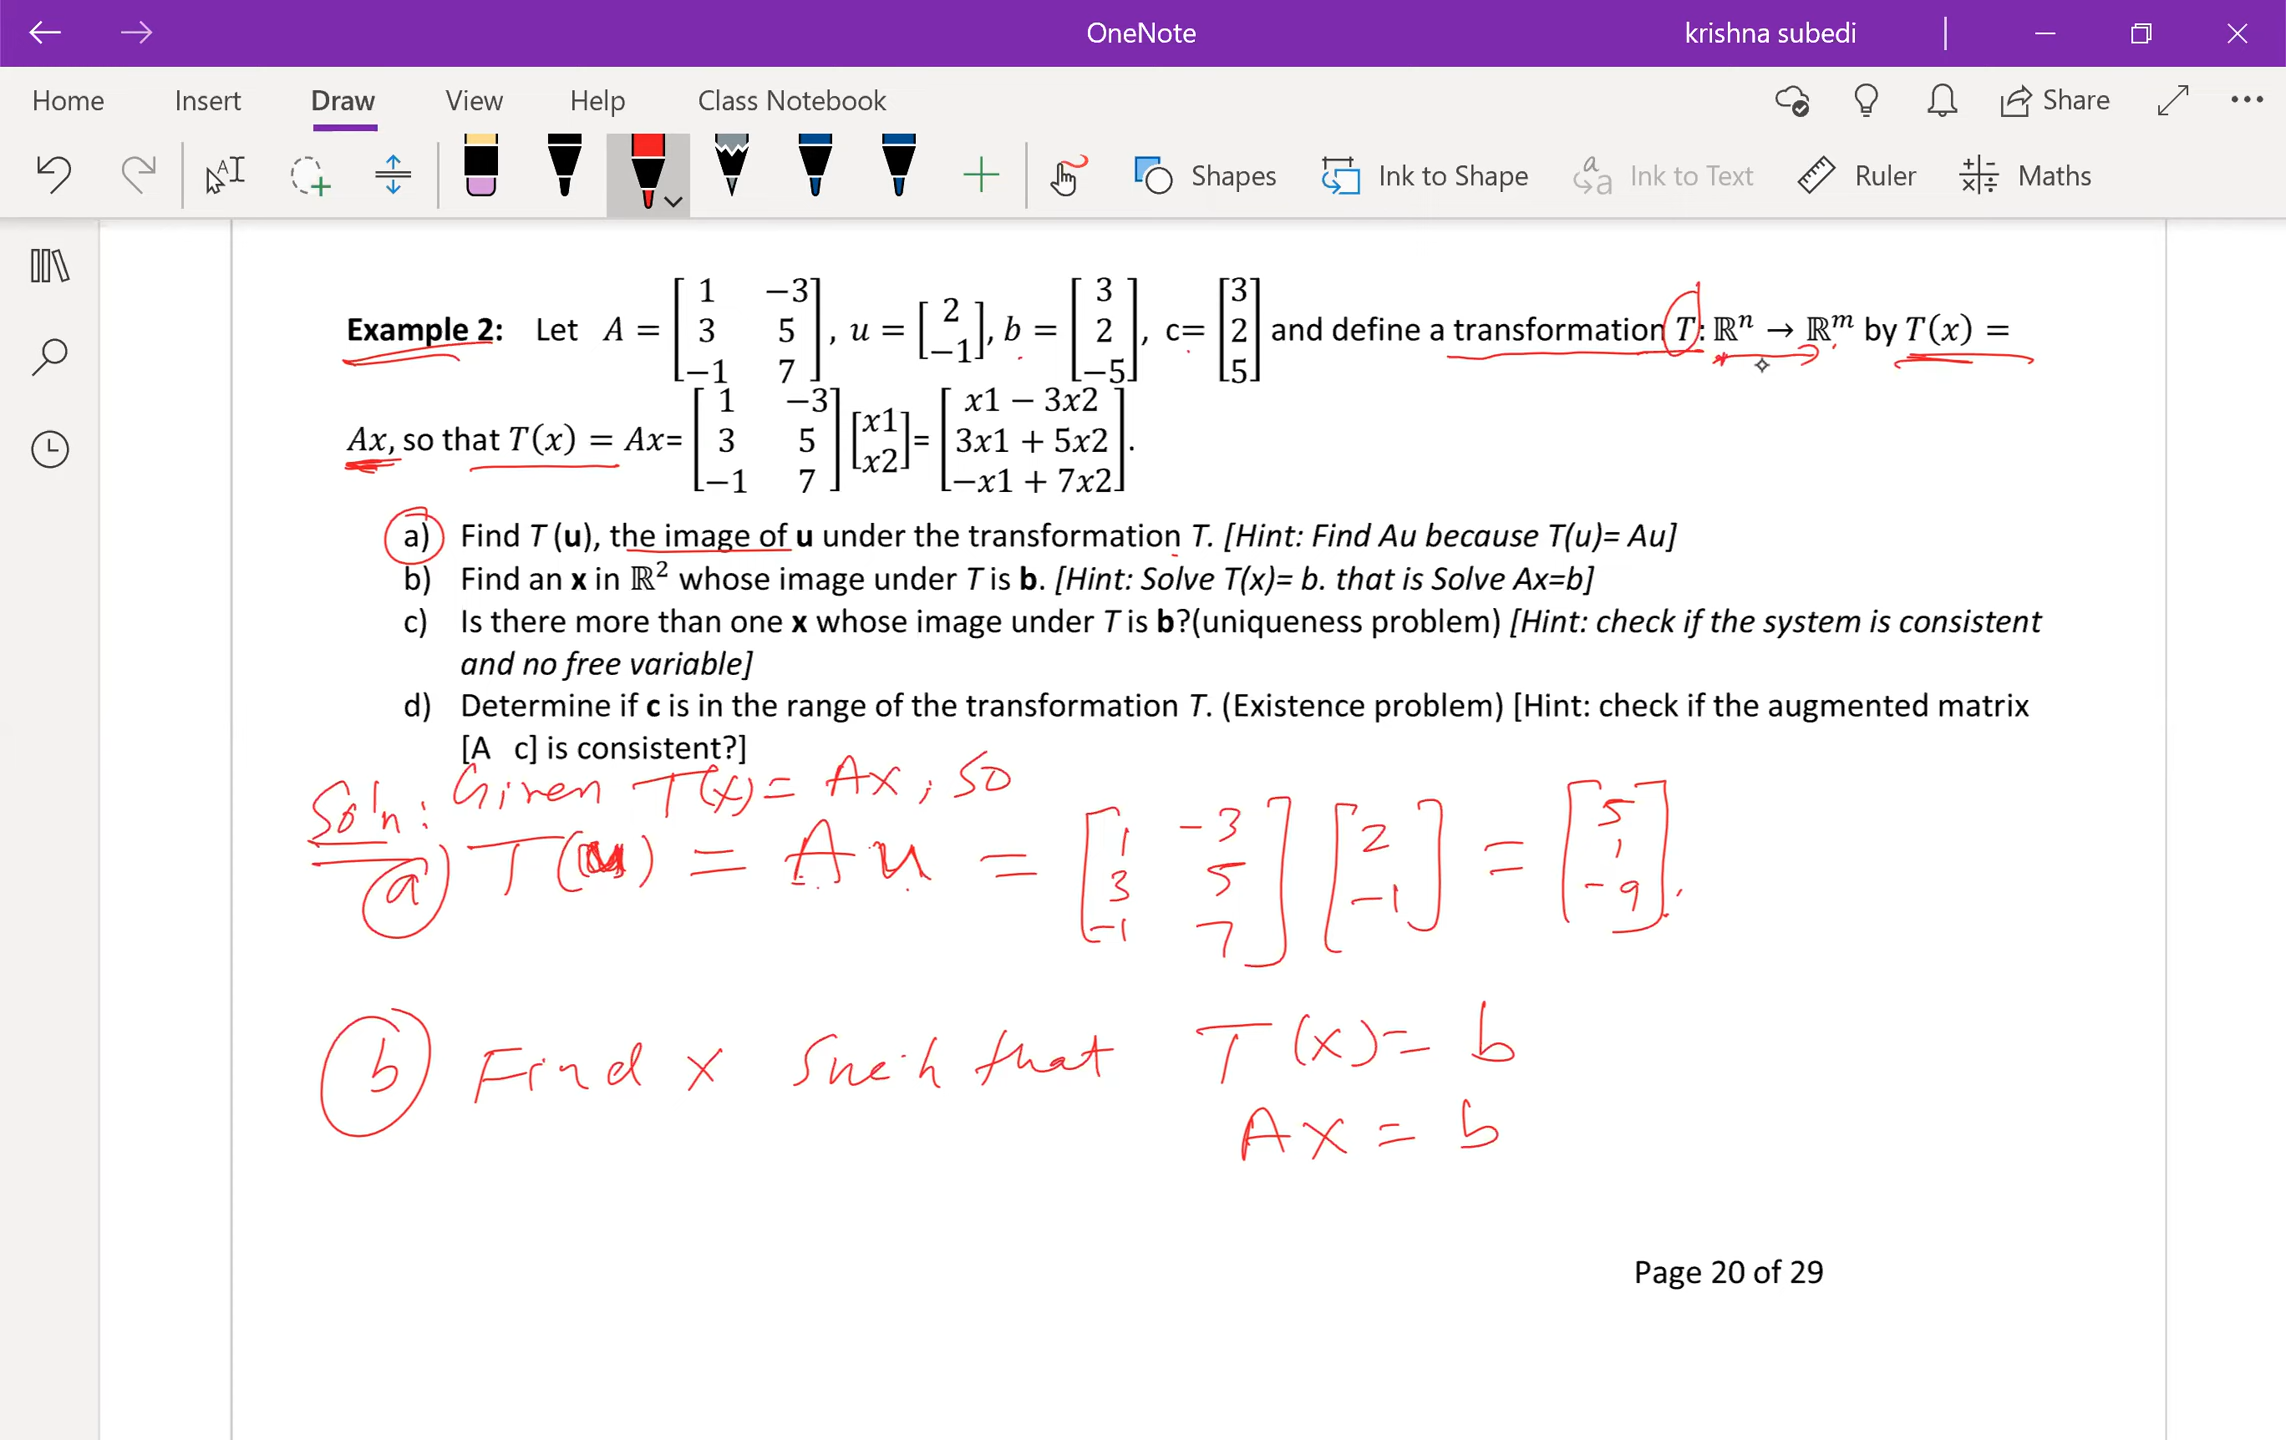 OneNote
krishna subedi
Home Insert Draw View Help Class Notebook Share
Shapes Ink to Shape Ink to Text Ruler Maths
Example 2: Let A = [1 −3; 3 5; −1 7], u = [2; −1], b = [3; 2; −5], c= [3; 2; 5] and define a transformation T: ℝⁿ → ℝᵐ by T(x) =
Ax, so that T(x) = Ax= [1 −3; 3 5; −1 7] [x1; x2]= [x1 − 3x2; 3x1 + 5x2; −x1 + 7x2].
a) Find T (u), the image of u under the transformation T. [Hint: Find Au because T(u)= Au]
b) Find an x in ℝ² whose image under T is b. [Hint: Solve T(x)= b. that is Solve Ax=b]
c) Is there more than one x whose image under T is b?(uniqueness problem) [Hint: check if the system is consistent
and no free variable]
d) Determine if c is in the range of the transformation T. (Existence problem) [Hint: check if the augmented matrix
[A c] is consistent?]
Soln: Given T(x) = Ax, so
a) T(u) = Au = [1 -3; 3 5; -1 7] [2; -1] = [5; 1; -9].
b Find x such that T(x) = b
Ax = b
Page 20 of 29